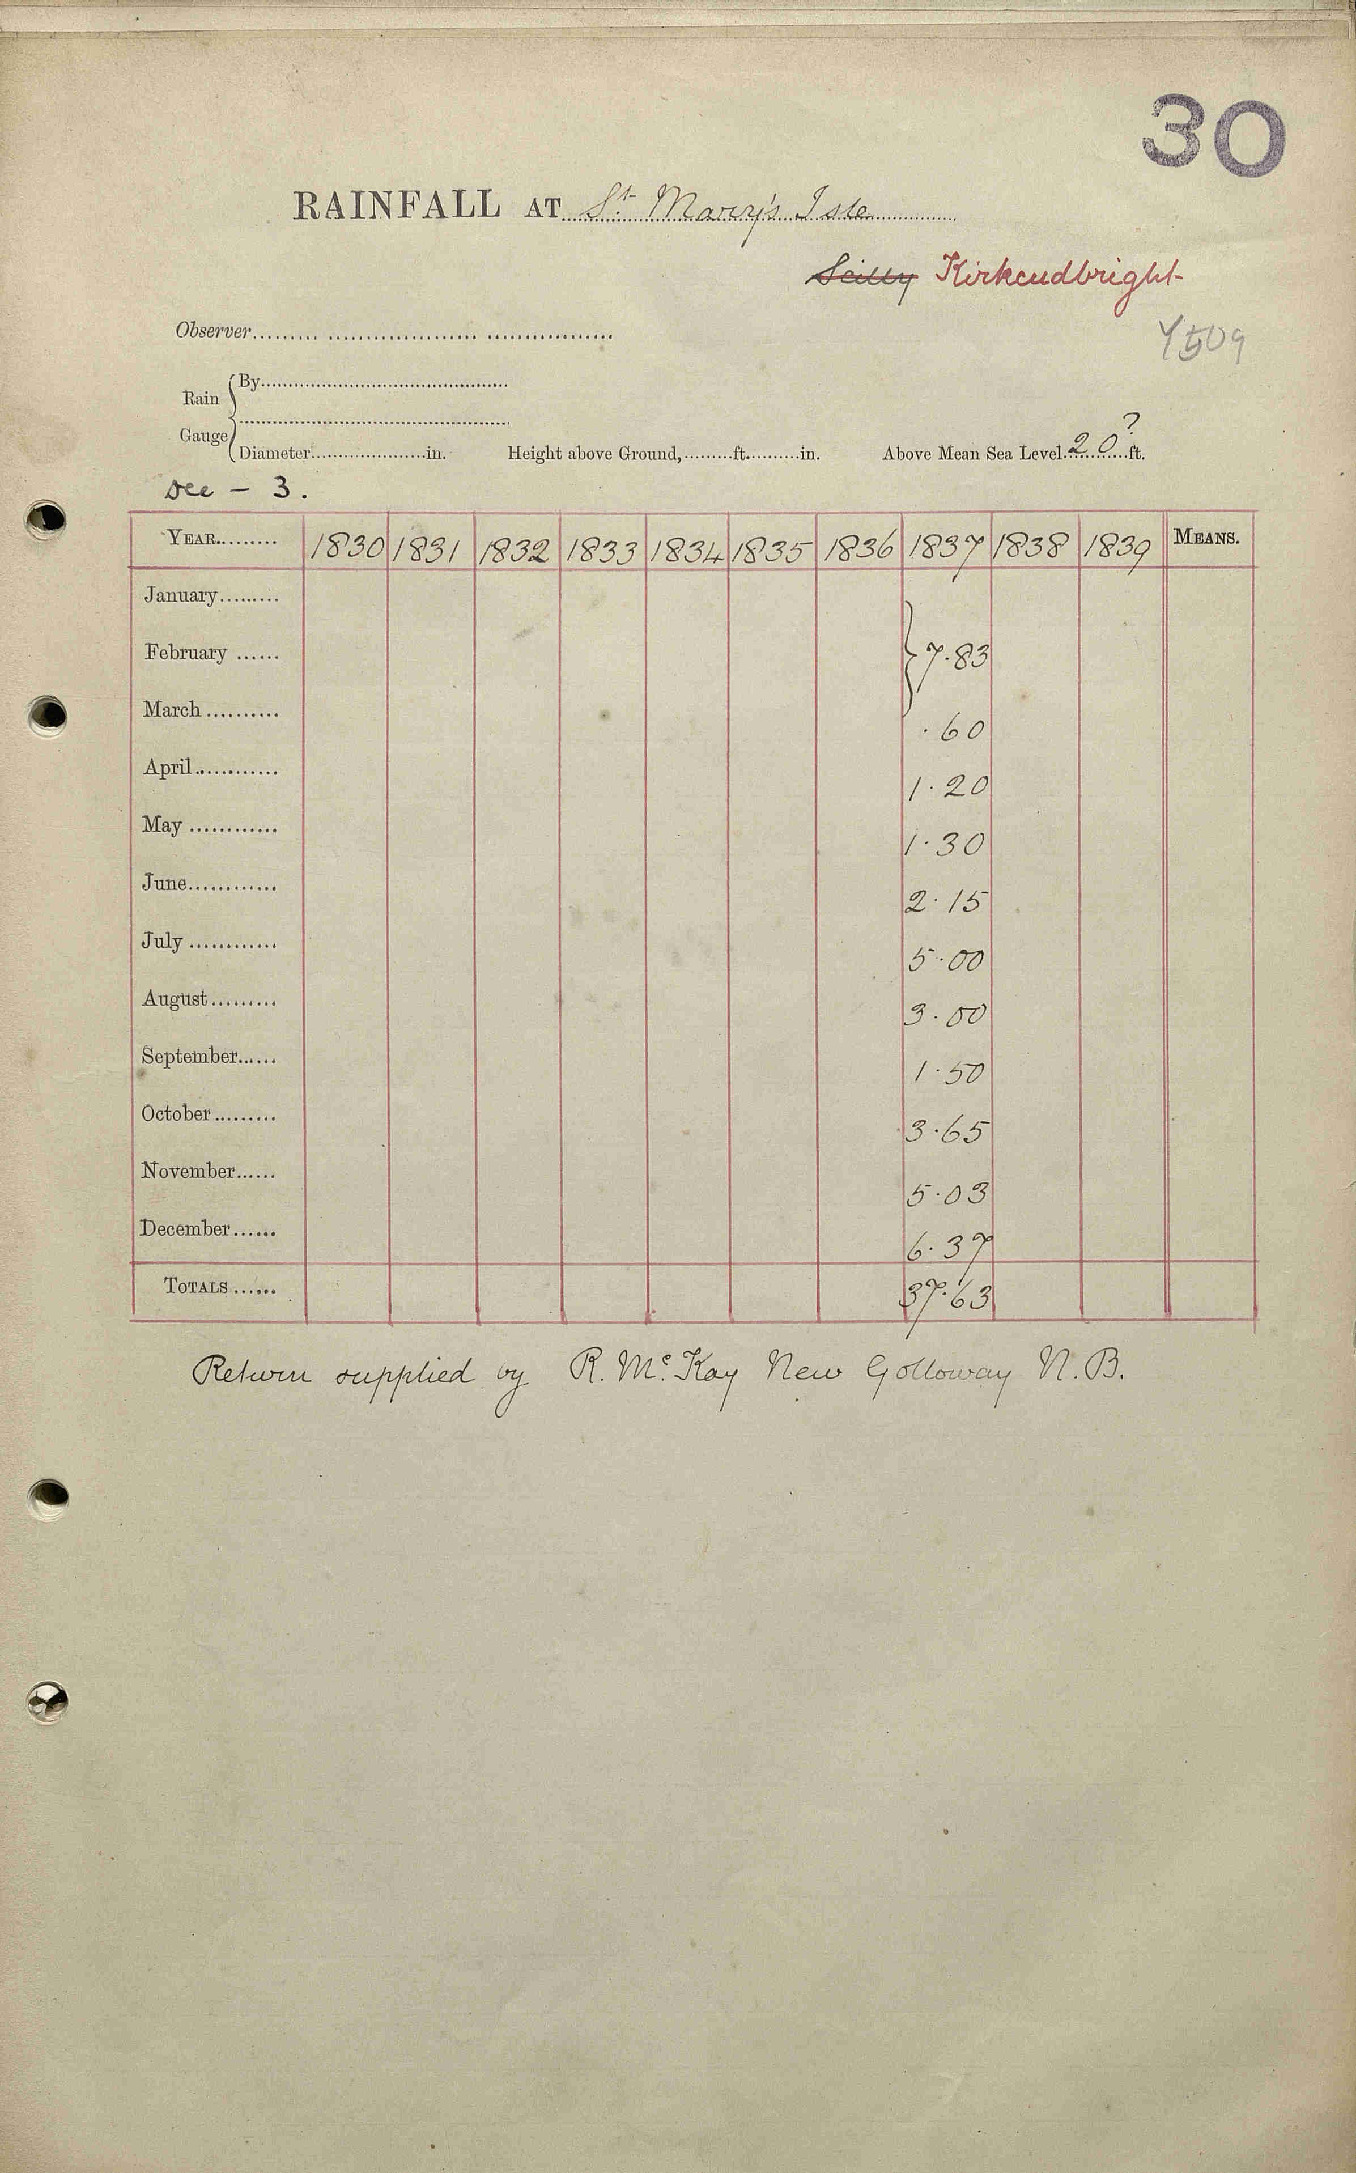 30
RAINFALL AT St Mary's Isle
Scilly Kirkcudbright
Observer
4509
Rain Gauge { By
Diameter in. Height above Ground, ft. in. Above Mean Sea Level 20? ft.
Dec - 3.
YEAR 1830 1831 1832 1833 1834 1835 1836 1837 1838 1839 MEANS.
January
February } 7.83
March .60
April 1.20
May 1.30
June 2.15
July 5.00
August 3.00
September 1.50
October 3.65
November 5.03
December 6.37
TOTALS 37.63
Return supplied by R. Mc. Kay New Golloway N.B.